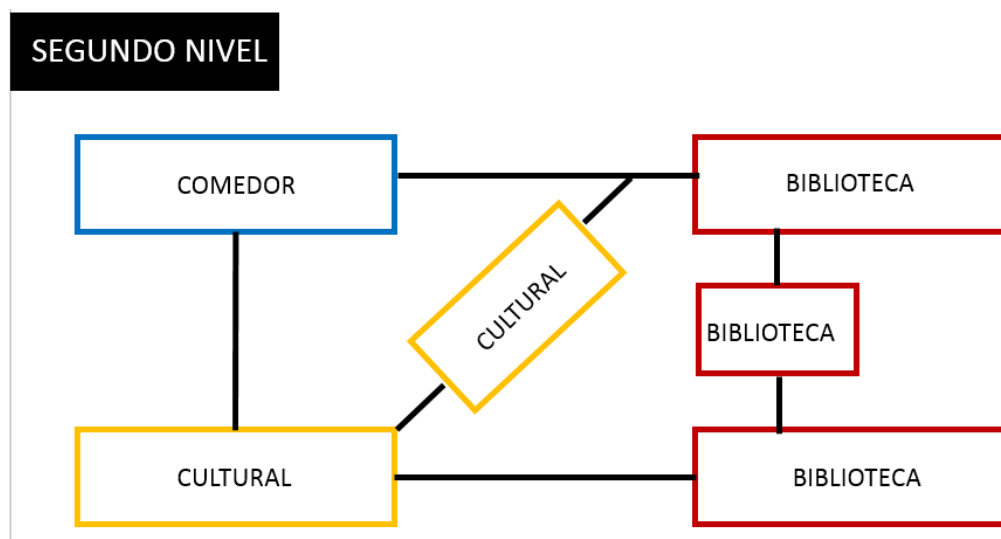 SEGUNDO NIVEL
COMEDOR
BIBLIOTECA
CULTURAL
BIBLIOTECA
CULTURAL
BIBLIOTECA